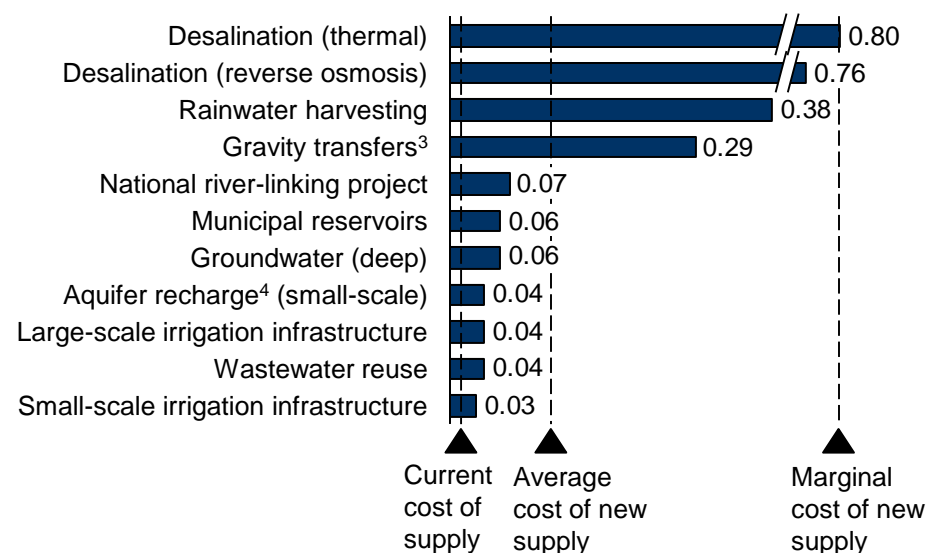 Desalination (thermal) 0.80
Desalination (reverse osmosis) 0.76
Rainwater harvesting 0.38
Gravity transfers³ 0.29
National river-linking project 0.07
Municipal reservoirs 0.06
Groundwater (deep) 0.06
Aquifer recharge⁴ (small-scale) 0.04
Large-scale irrigation infrastructure 0.04
Wastewater reuse 0.04
Small-scale irrigation infrastructure 0.03
Current
cost of
supply
Average
cost of new
supply
Marginal
cost of new
supply